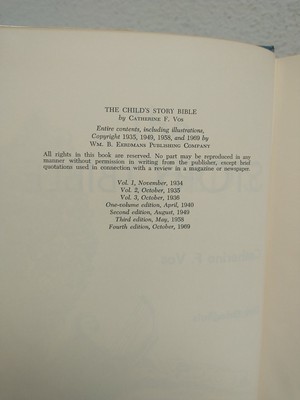 THE CHILD'S STORY BIBLE
by CATHERINE F. VOS
Entire contents, including illustrations,
Copyright 1935, 1949, 1958, and 1969 by
WM. B. EERDMANS PUBLISHING COMPANY
All rights in this book are reserved. No part may be reproduced in any
manner without permission in writing from the publisher, except brief
quotations used in connection with a review in a magazine or newspaper
Vol. 1, November, 1934
Vol. 2, October, 1935
Vol. 3, October, 1936
One-volume edition, April, 1940
Second edition, August, 1949
Third edition, May, 1958
Fourth edition, October, 1969